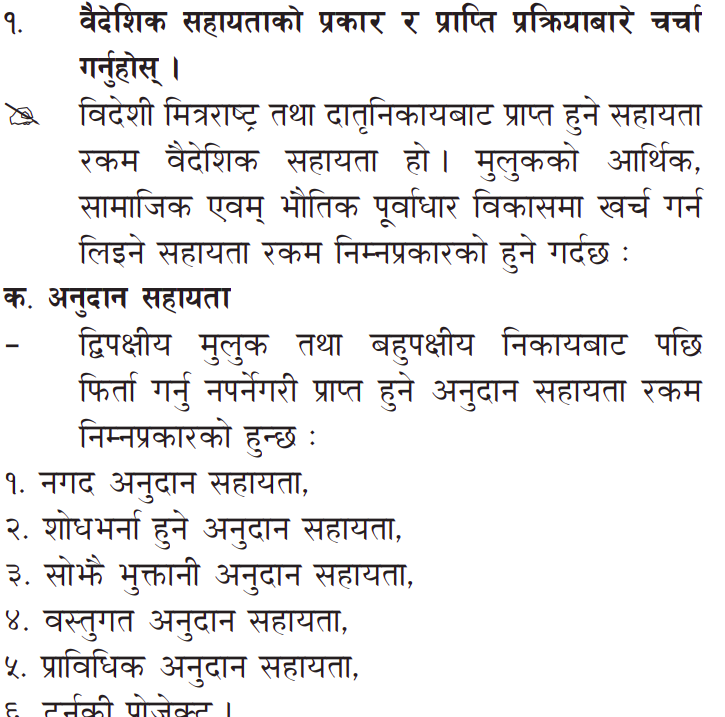 १. वैदेशिक सहायताको प्रकार र प्राप्ति प्रक्रियाबारे चर्चा
गर्नुहोस् ।
विदेशी मित्रराष्ट्र तथा दातृनिकायबाट प्राप्त हुने सहायता
रकम वैदेशिक सहायता हो । मुलुकको आर्थिक,
सामाजिक एवम् भौतिक पूर्वाधार विकासमा खर्च गर्न
लिइने सहायता रकम निम्नप्रकारको हुने गर्दछ :
क. अनुदान सहायता
– द्विपक्षीय मुलुक तथा बहुपक्षीय निकायबाट पछि
फिर्ता गर्नु नपर्नेगरी प्राप्त हुने अनुदान सहायता रकम
निम्नप्रकारको हुन्छ :
१. नगद अनुदान सहायता,
२. शोधभर्ना हुने अनुदान सहायता,
३. सोझै भुक्तानी अनुदान सहायता,
४. वस्तुगत अनुदान सहायता,
५. प्राविधिक अनुदान सहायता,
६. टर्नकी प्रोजेक्ट ।